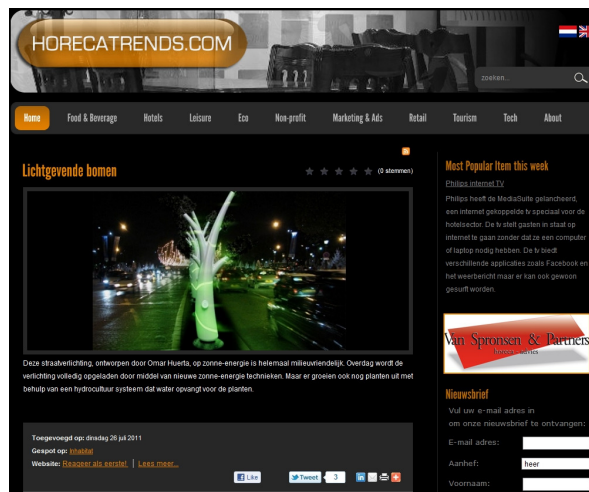 HORECATRENDS.COM
zoeken...
Home Food & Beverage Hotels Leisure Eco Non-profit Marketing & Ads Retail Tourism Tech About
Lichtgevende bomen
(0 stemmen)
Deze straatverlichting, ontworpen door Omar Huerta, op zonne-energie is helemaal milieuvriendelijk. Overdag wordt de
verlichting volledig opgeladen door middel van nieuwe zonne-energie technieken. Maar er groeien ook nog planten uit met
behulp van een hydrocultuur systeem dat water opvangt voor de planten.
Toegevoegd op: dinsdag 26 juli 2011
Gespot op: Inhabitat
Website: Reageer als eerste! | Lees meer...
Like
Tweet 3
Most Popular Item this week
Philips internet TV
Philips heeft de MediaSuite gelanceerd,
een internet gekoppelde tv speciaal voor de
hotelsector. De tv stelt gasten in staat op
internet te gaan zonder dat ze een computer
of laptop nodig hebben. De tv biedt
verschillende applicaties zoals Facebook en
het weerbericht maar er kan ook gewoon
gesurft worden.
Van Spronsen & Partners
horeca - advies
Nieuwsbrief
Vul uw e-mail adres in
om onze nieuwsbrief te ontvangen:
E-mail adres:
Aanhef: heer
Voornaam: